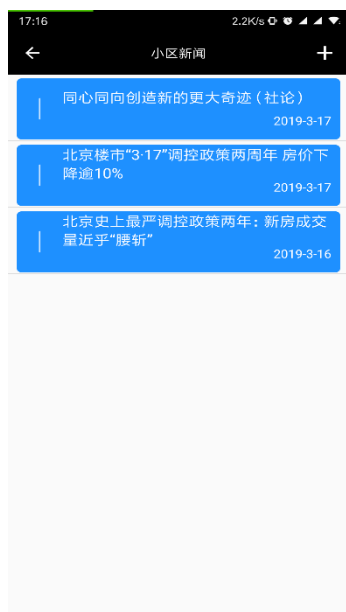 17:16
2.2K/s
小区新闻
同心同向创造新的更大奇迹（社论）
2019-3-17
北京楼市“3·17”调控政策两周年 房价下
降逾10%
2019-3-17
北京史上最严调控政策两年：新房成交
量近乎“腰斩”
2019-3-16